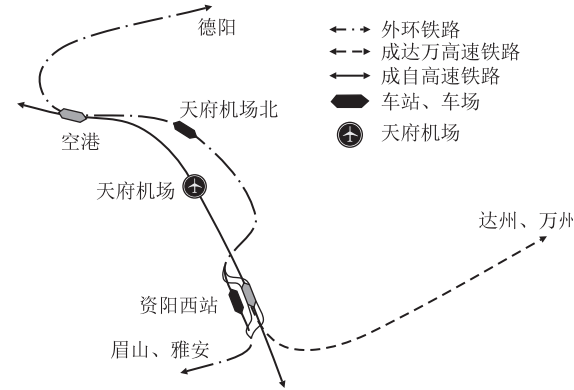 德阳
外环铁路
成达万高速铁路
成自高速铁路
车站、车场
天府机场
天府机场北
空港
天府机场
达州、万州
资阳西站
眉山、雅安